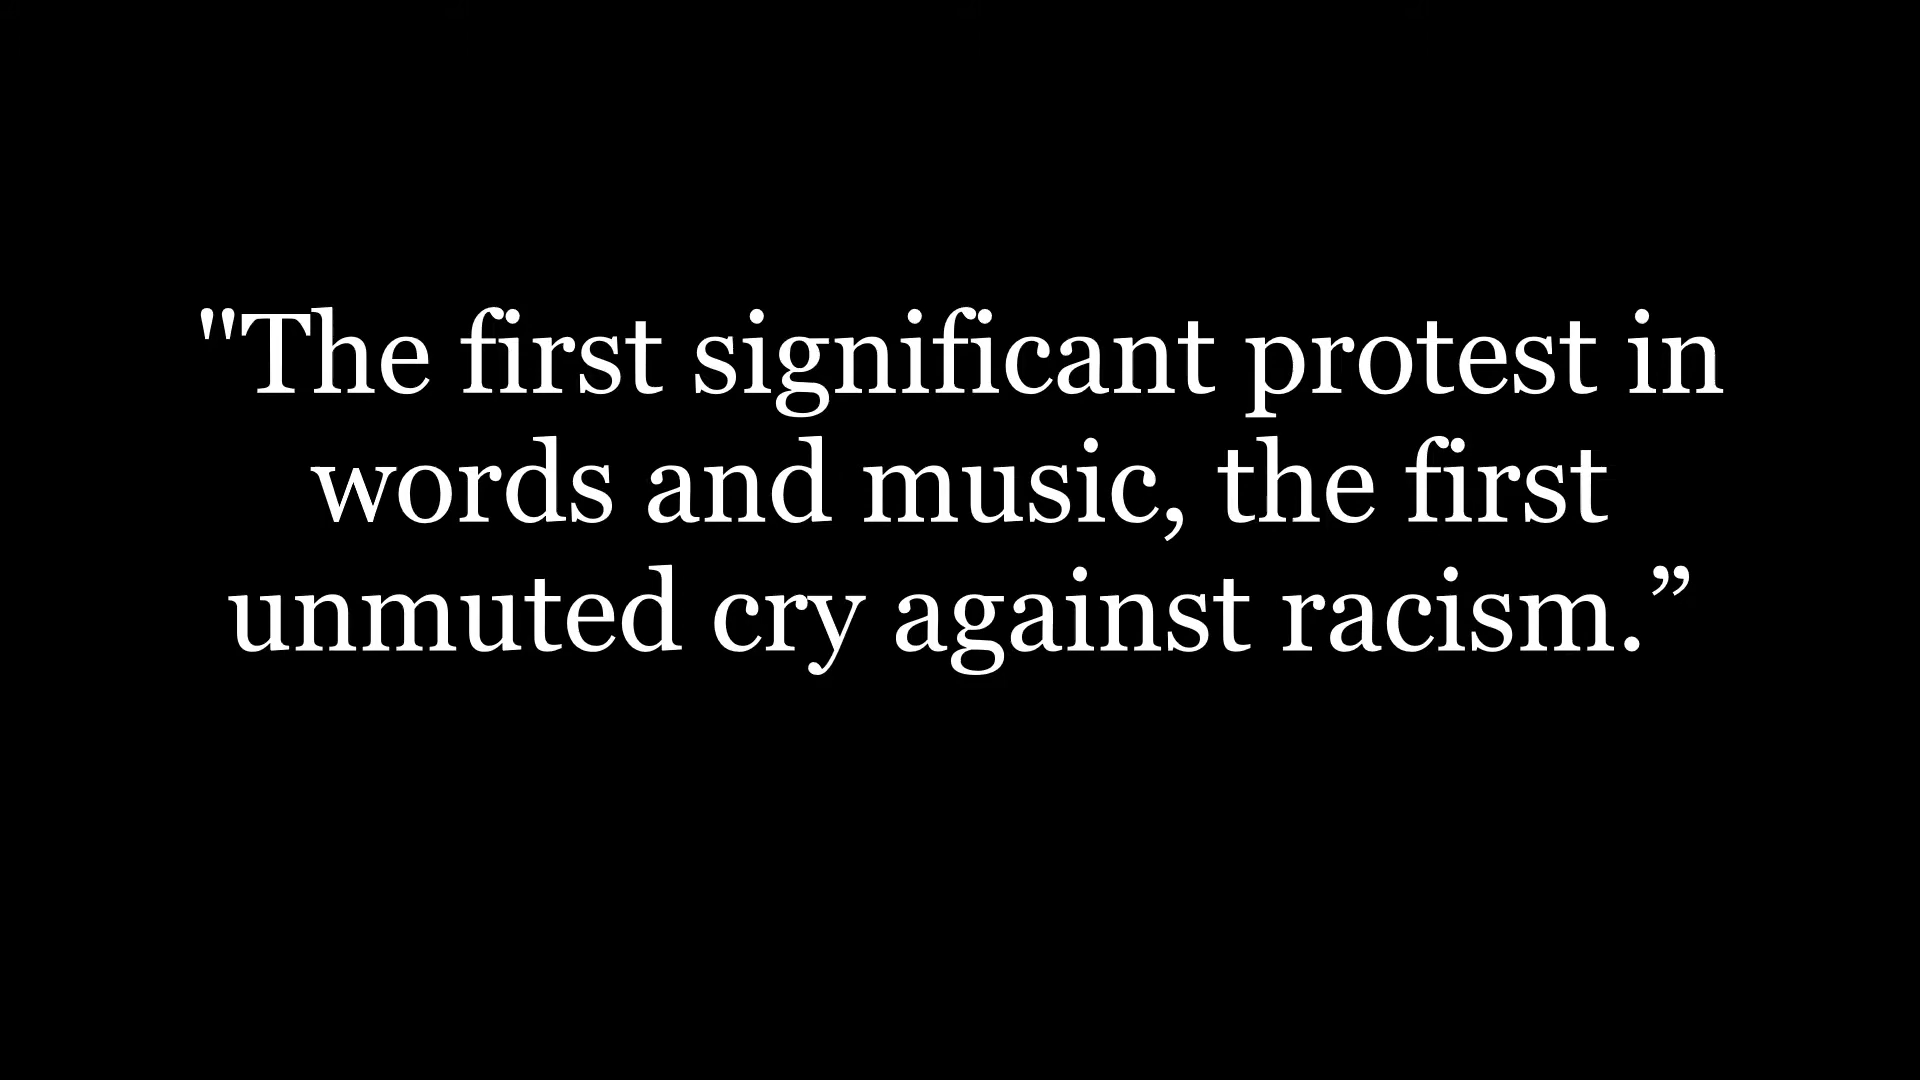 "The first significant protest in
words and music, the first
unmuted cry against racism.”